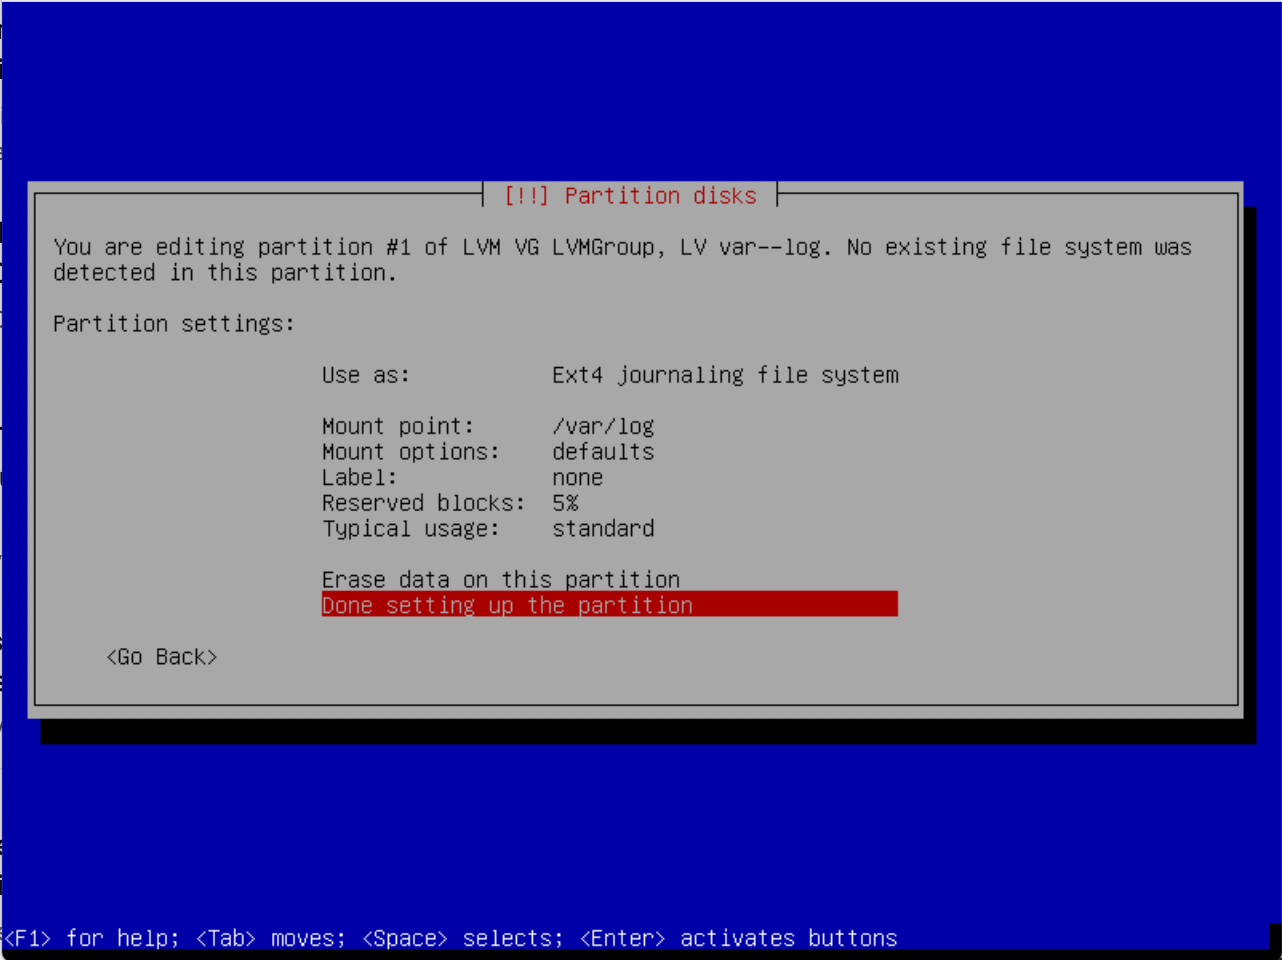 [!!] Partition disks
You are editing partition #1 of LVM VG LVMGroup, LV var--log. No existing file system was
detected in this partition.
Partition settings:
Use as: Ext4 journaling file system
Mount point: /var/log
Mount options: defaults
Label: none
Reserved blocks: 5%
Typical usage: standard
Erase data on this partition
Done setting up the partition
<Go Back>
<F1> for help; <Tab> moves; <Space> selects; <Enter> activates buttons